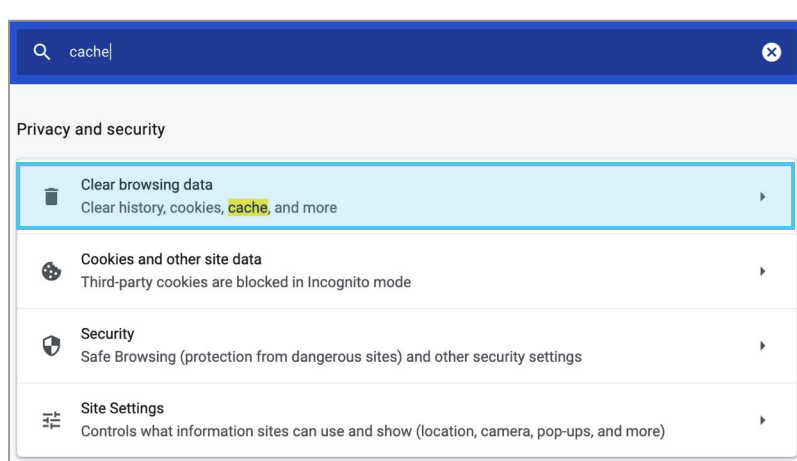 cache
Privacy and security
Clear browsing data
Clear history, cookies, cache, and more
Cookies and other site data
Third-party cookies are blocked in Incognito mode
Security
Safe Browsing (protection from dangerous sites) and other security settings
Site Settings
Controls what information sites can use and show (location, camera, pop-ups, and more)